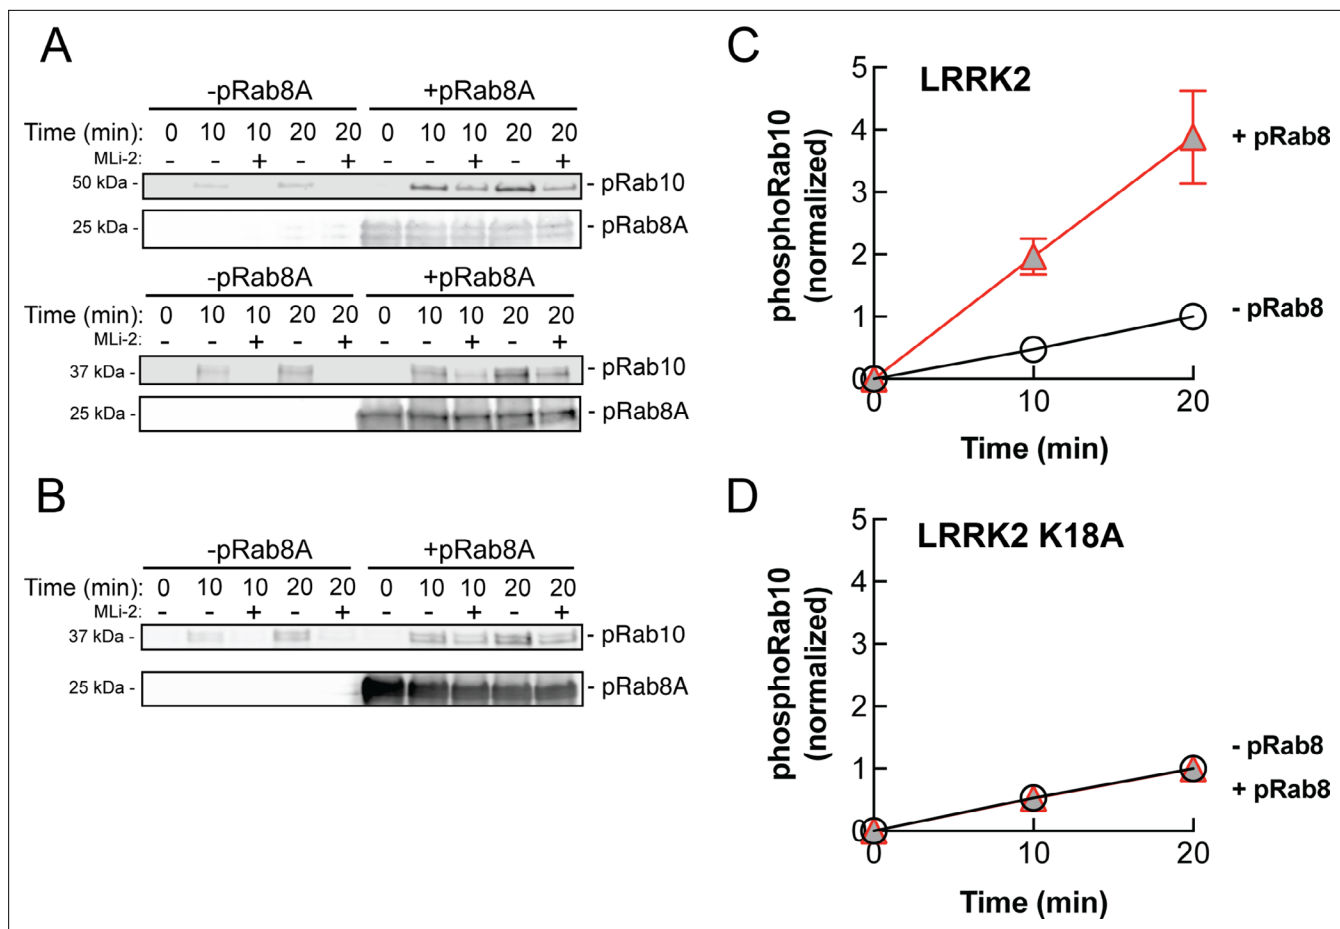 A
-pRab8A +pRab8A
Time (min): 0 10 10 20 20 0 10 10 20 20
MLi-2: - - + - + - - + - +
50 kDa - - pRab10
25 kDa - - pRab8A
-pRab8A +pRab8A
Time (min): 0 10 10 20 20 0 10 10 20 20
MLi-2: - - + - + - - + - +
37 kDa - - pRab10
25 kDa - - pRab8A
B
-pRab8A +pRab8A
Time (min): 0 10 10 20 20 0 10 10 20 20
MLi-2: - - + - + - - + - +
37 kDa - - pRab10
25 kDa - - pRab8A
C
LRRK2
phosphoRab10
(normalized)
5
4
3
2
1
0
0 10 20
Time (min)
+ pRab8
- pRab8
D
LRRK2 K18A
phosphoRab10
(normalized)
5
4
3
2
1
0
0 10 20
Time (min)
- pRab8
+ pRab8